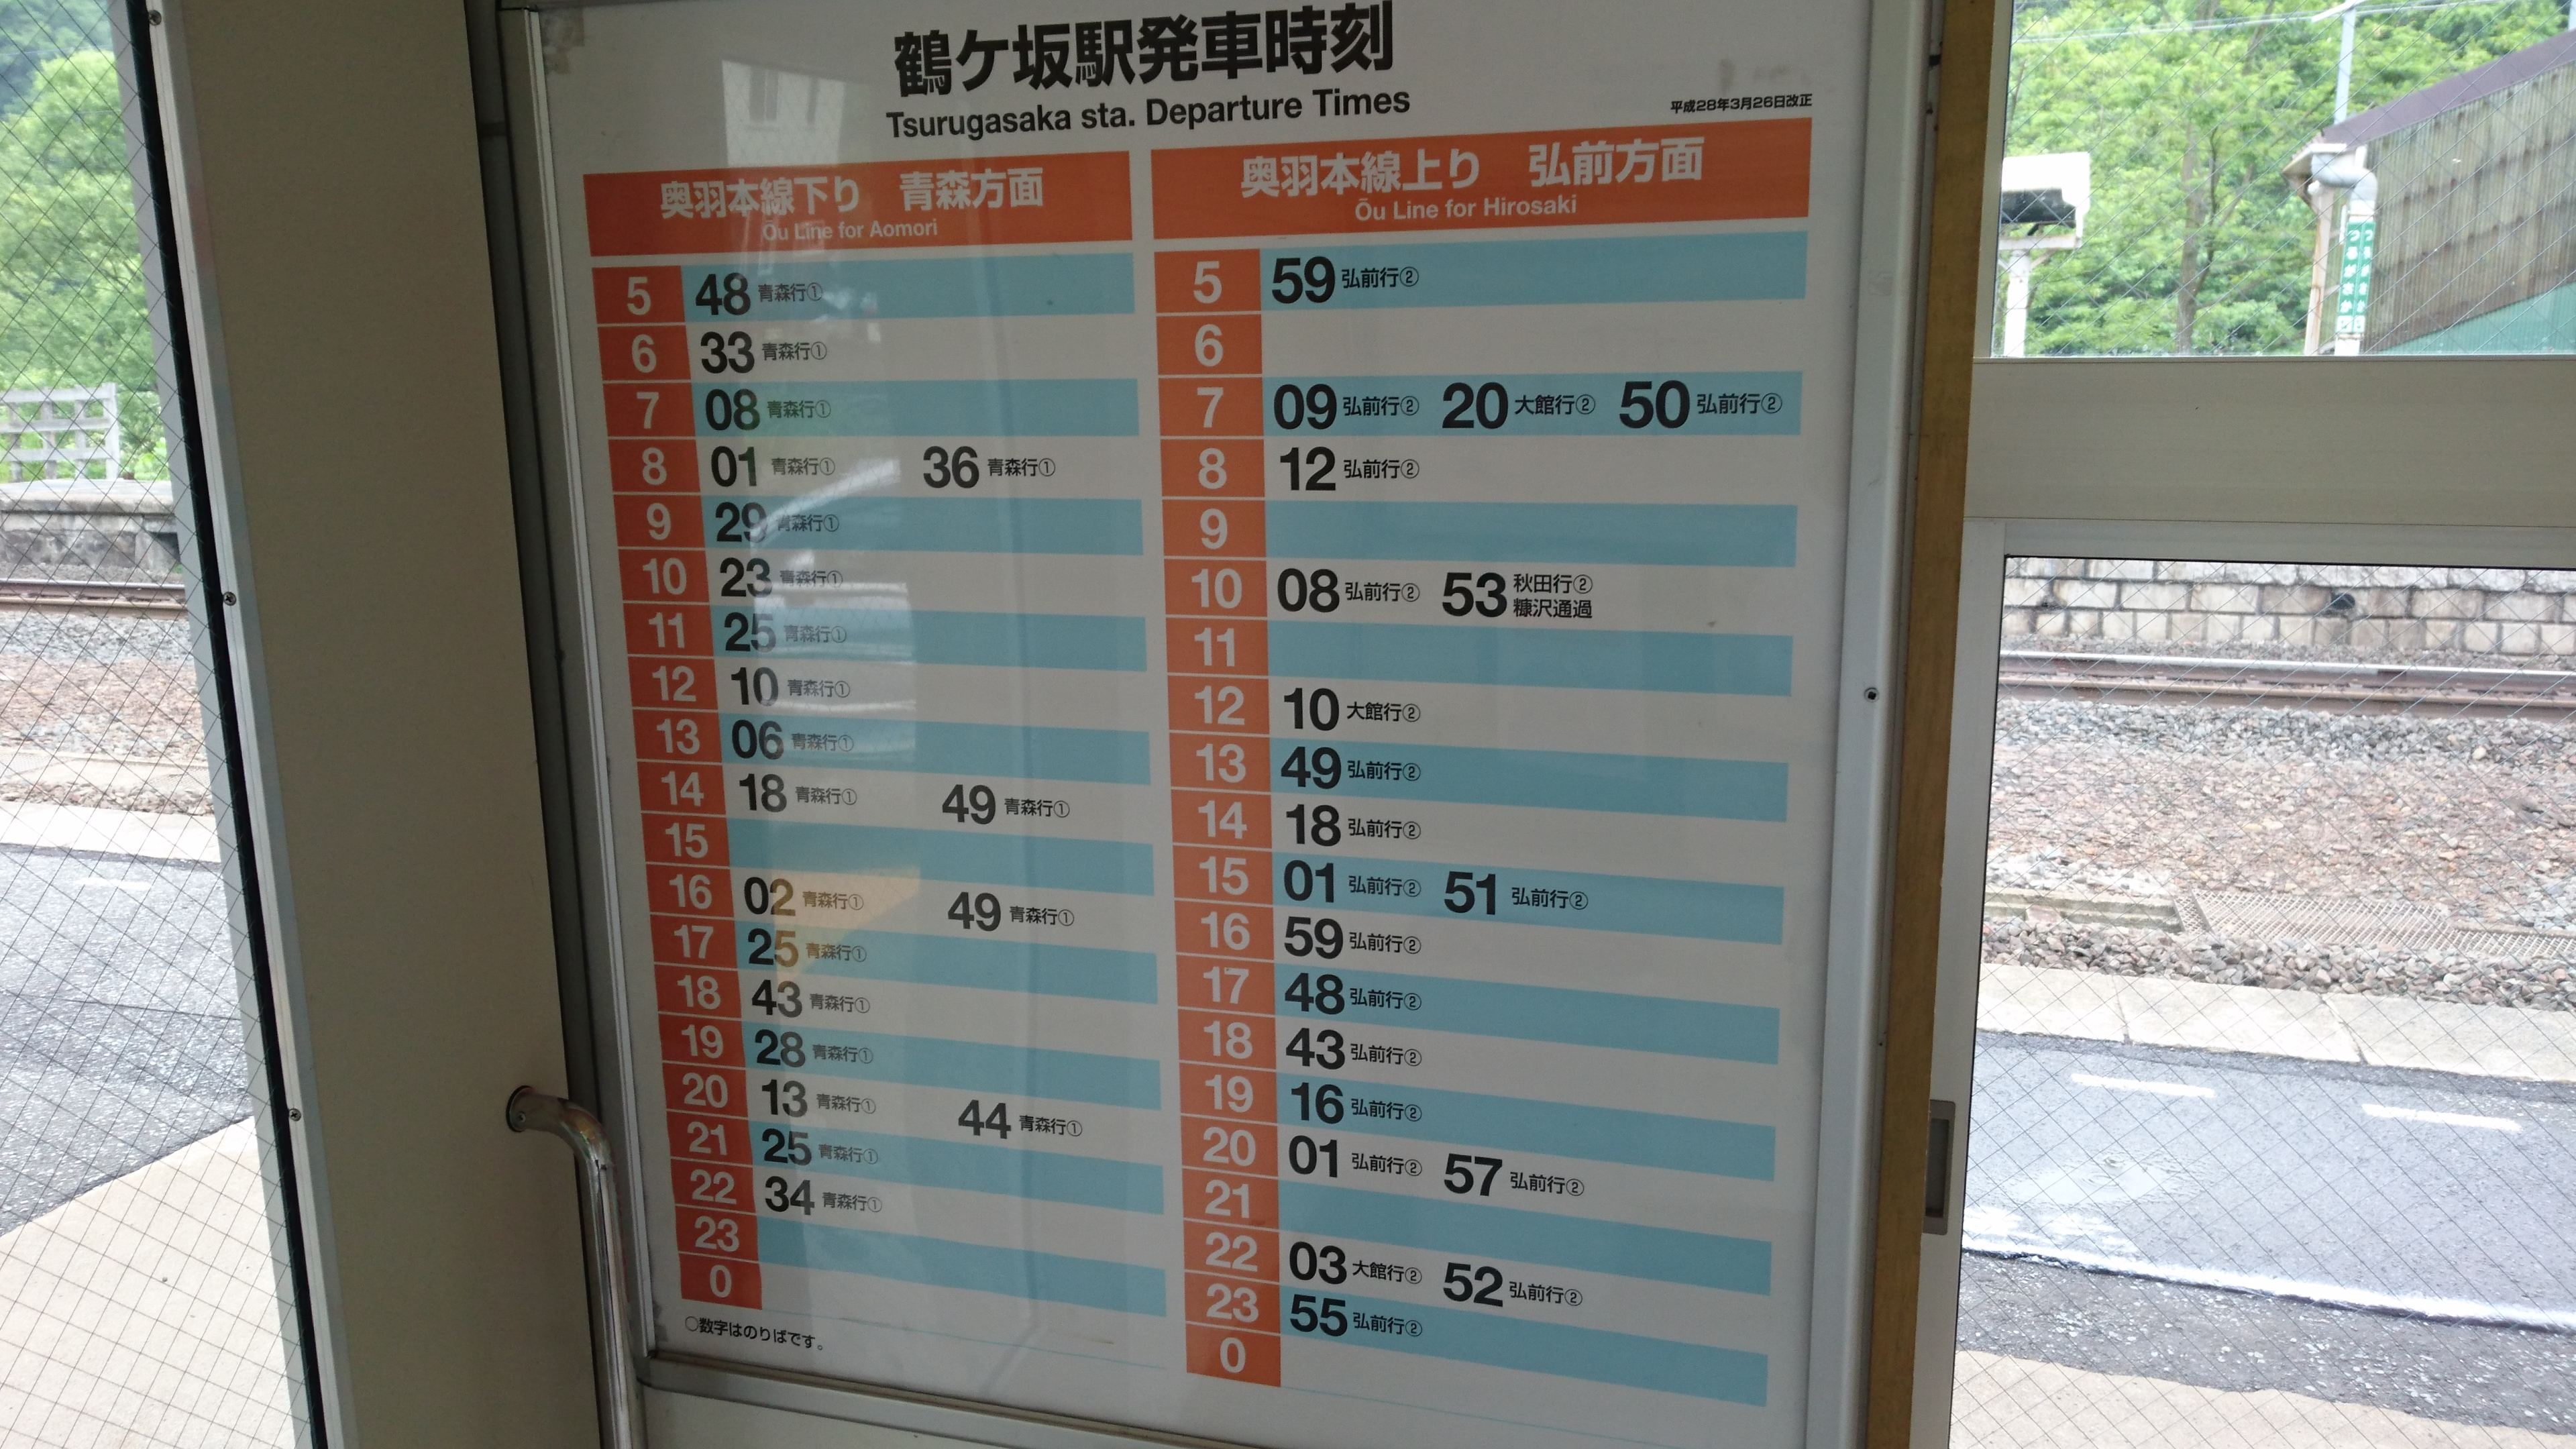 鶴ケ坂駅発車時刻
Tsurugasaka sta. Departure Times
平成28年3月26日改正
奥羽本線下り 青森方面
Ōu Line for Aomori
5 48 青森行①
6 33 青森行①
7 08 青森行①
8 01 青森行① 36 青森行①
9 29 青森行①
10 23 青森行①
11 25 青森行①
12 10 青森行①
13 06 青森行①
14 18 青森行① 49 青森行①
15
16 02 青森行① 49 青森行①
17 25 青森行①
18 43 青森行①
19 28 青森行①
20 13 青森行① 44 青森行①
21 25 青森行①
22 34 青森行①
23
0
○数字はのりばです。
奥羽本線上り 弘前方面
Ōu Line for Hirosaki
5 59 弘前行②
6
7 09 弘前行② 20 大館行② 50 弘前行②
8 12 弘前行②
9
10 08 弘前行② 53 秋田行②
糠沢通過
11
12 10 大館行②
13 49 弘前行②
14 18 弘前行②
15 01 弘前行② 51 弘前行②
16 59 弘前行②
17 48 弘前行②
18 43 弘前行②
19 16 弘前行②
20 01 弘前行② 57 弘前行②
21
22 03 大館行② 52 弘前行②
23 55 弘前行②
0